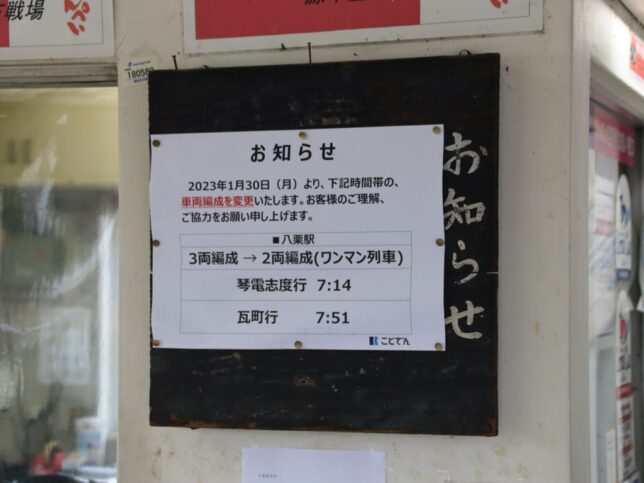 戦場
180580
お知らせ
お知らせ
2023年1月30日（月）より、下記時間帯の、
車両編成を変更いたします。お客様のご理解、
ご協力をお願い申し上げます。
■八栗駅
3両編成 → 2両編成(ワンマン列車)
琴電志度行 7:14
瓦町行 7:51
ことでん